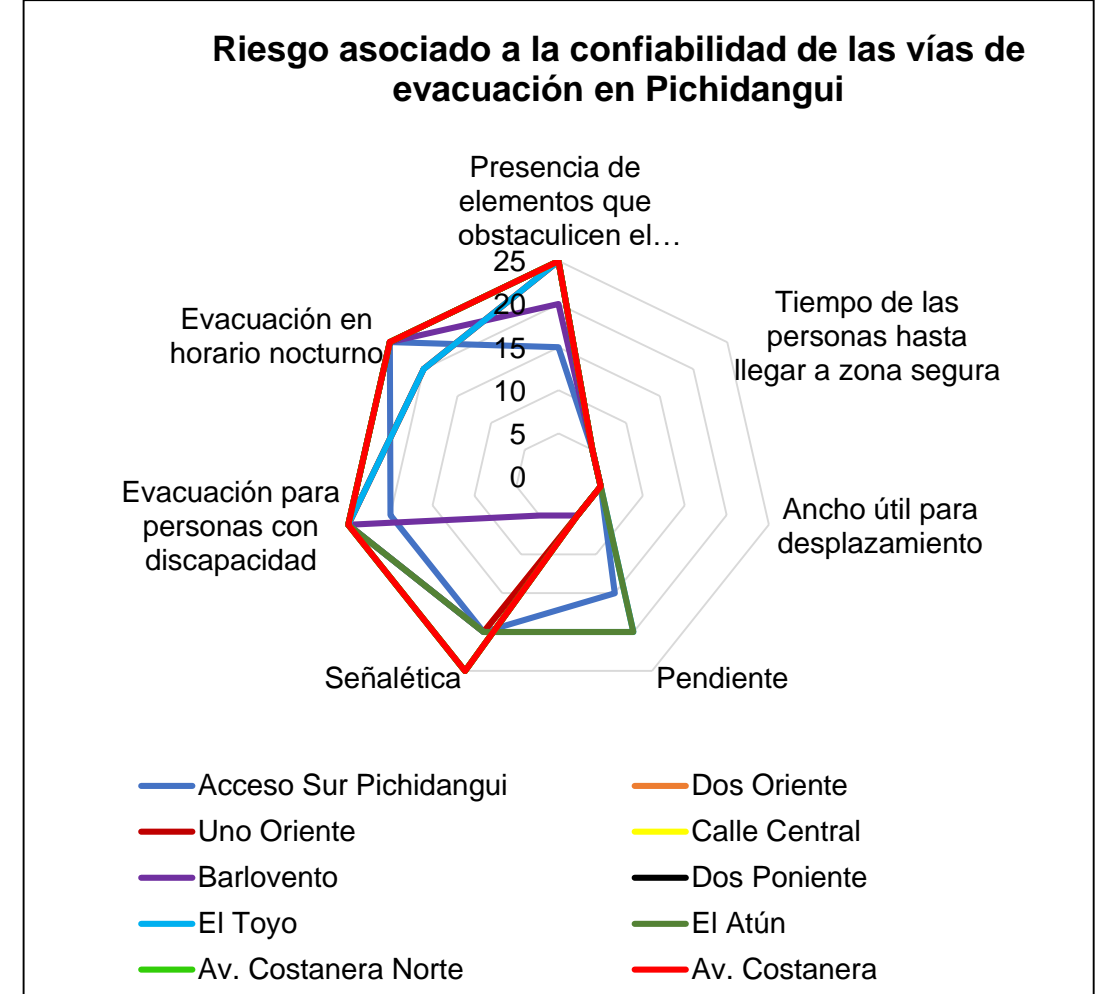 Riesgo asociado a la confiabilidad de las vías de
evacuación en Pichidangui
Presencia de
elementos que
obstaculicen el…
Tiempo de las
personas hasta
llegar a zona segura
Ancho útil para
desplazamiento
Pendiente
Señalética
Evacuación para
personas con
discapacidad
Evacuación en
horario nocturno
25
20
15
10
5
0
Acceso Sur Pichidangui
Dos Oriente
Uno Oriente
Calle Central
Barlovento
Dos Poniente
El Toyo
El Atún
Av. Costanera Norte
Av. Costanera